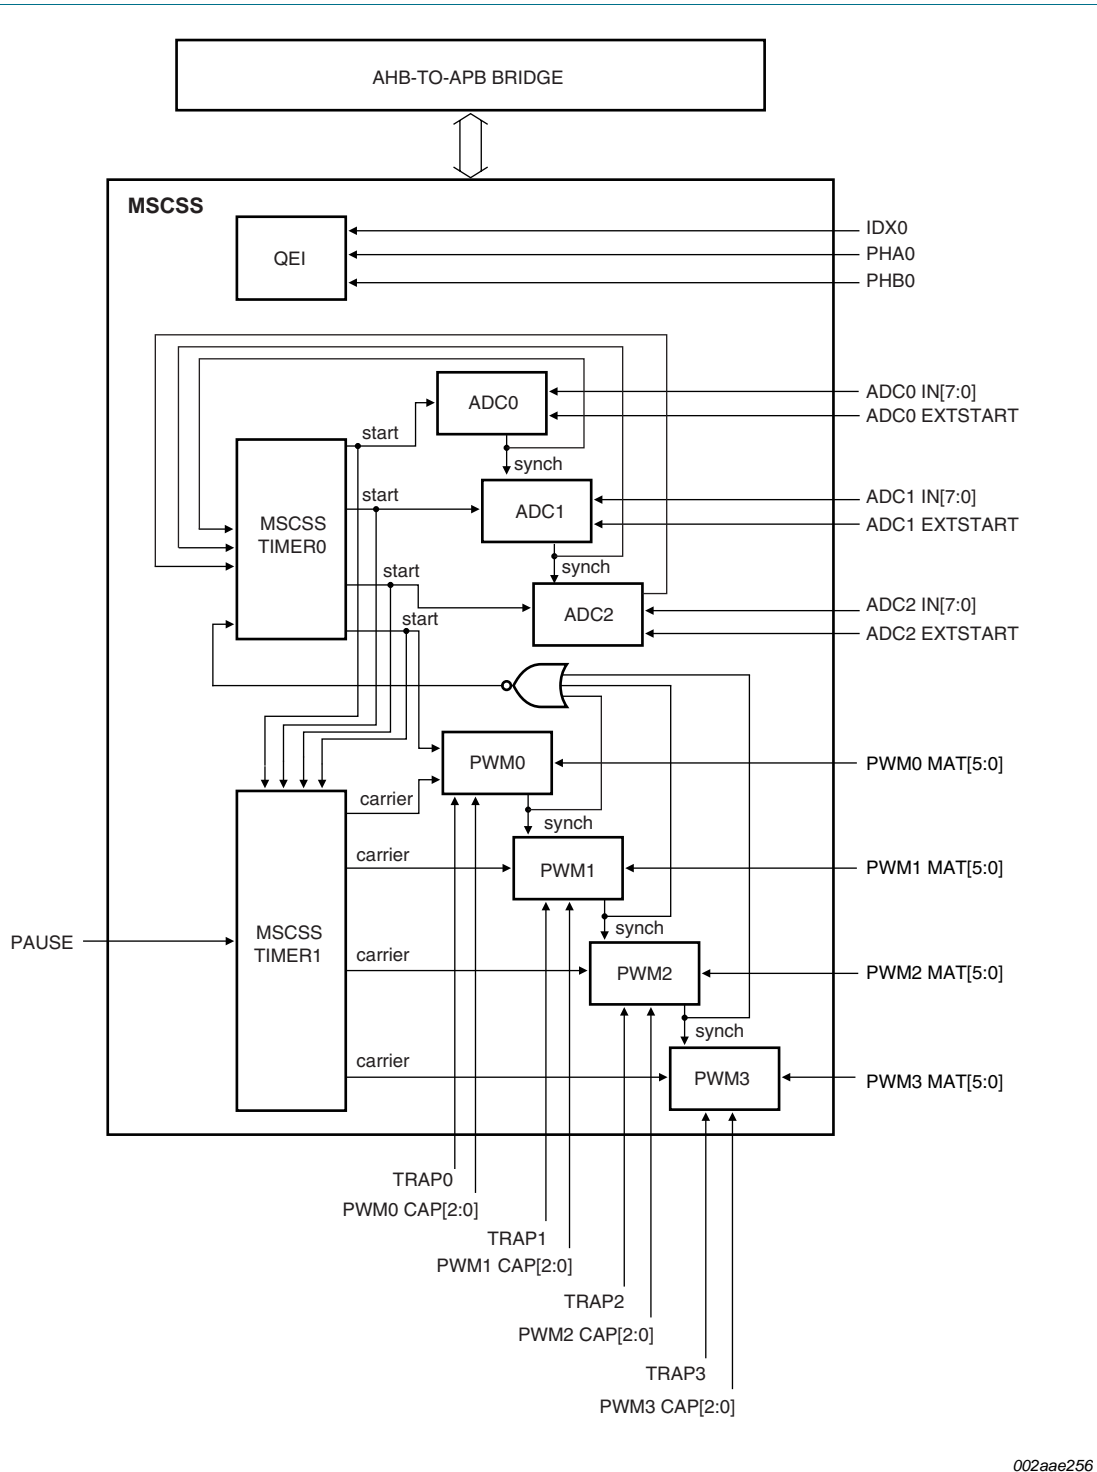 AHB-TO-APB BRIDGE
MSCSS
QEI
IDX0
PHA0
PHB0
ADC0
ADC0 IN[7:0]
ADC0 EXTSTART
start
synch
start
ADC1
ADC1 IN[7:0]
ADC1 EXTSTART
MSCSS
TIMER0
synch
start
ADC2
ADC2 IN[7:0]
ADC2 EXTSTART
start
PWM0
PWM0 MAT[5:0]
carrier
synch
carrier
PWM1
PWM1 MAT[5:0]
PAUSE
MSCSS
TIMER1
synch
carrier
PWM2
PWM2 MAT[5:0]
synch
carrier
PWM3
PWM3 MAT[5:0]
TRAP0
PWM0 CAP[2:0]
TRAP1
PWM1 CAP[2:0]
TRAP2
PWM2 CAP[2:0]
TRAP3
PWM3 CAP[2:0]
002aae256